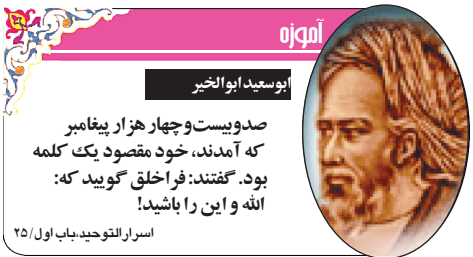 آموزه
ابوسعید ابوالخیر
صدوبیست‌وچهار هزار پیغامبر
که آمدند، خود مقصود یک کلمه
بود. گفتند: فراخلق گویید که:
الله و این را باشید!
اسرارالتوحید،باب اول/۲۵